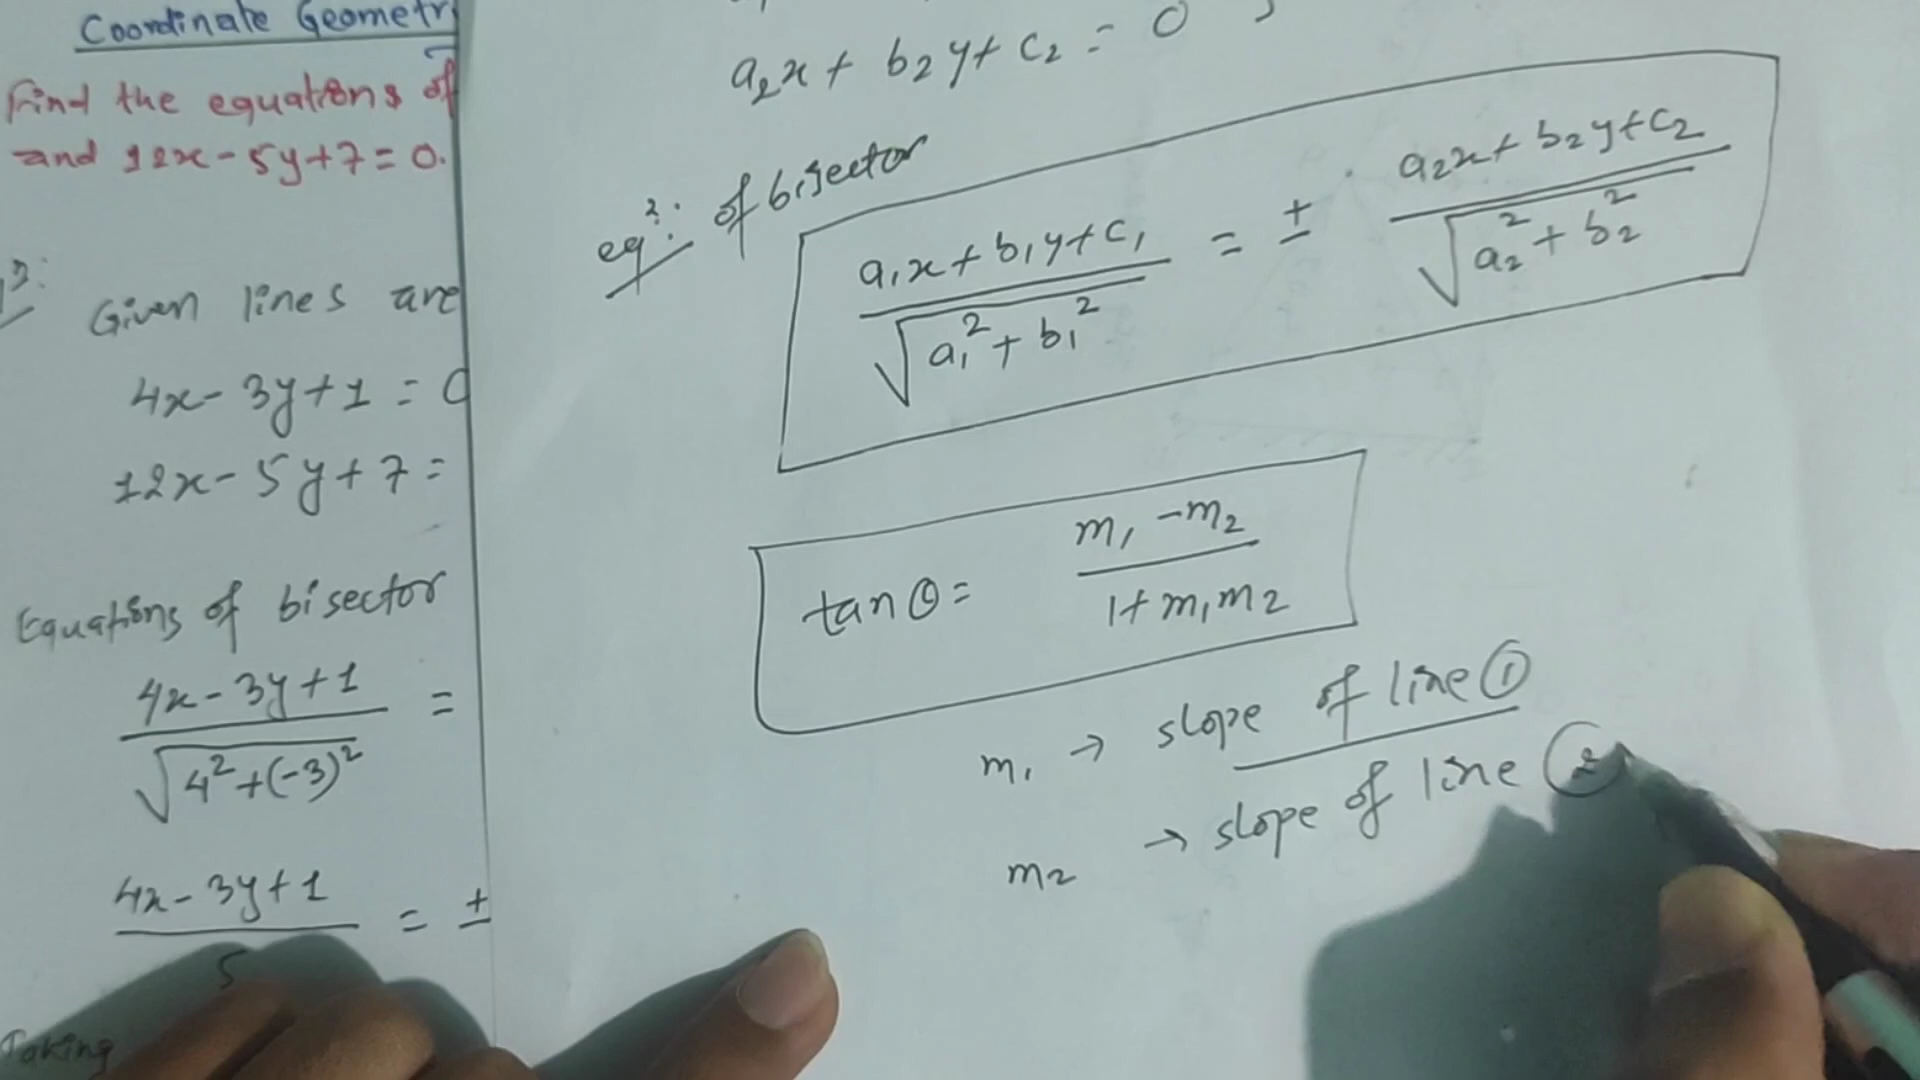 Coordinate Geometr
Find the equations of
and 12x - 5y + 7 = 0.
Given lines are
4x - 3y + 1 = 0
12x - 5y + 7 =
Equations of bisector
4x - 3y + 1
=
√4² + (-3)²
4x - 3y + 1
= ±
5
Taking
a₂x + b₂y + c₂ = 0
eqⁿ: of bisector
a₁x + b₁y + c₁ / √a₁² + b₁² = ± a₂x + b₂y + c₂ / √a₂² + b₂²
tan θ = m₁ - m₂ / 1 + m₁m₂
m₁ → slope of line ①
m₂ → slope of line ②